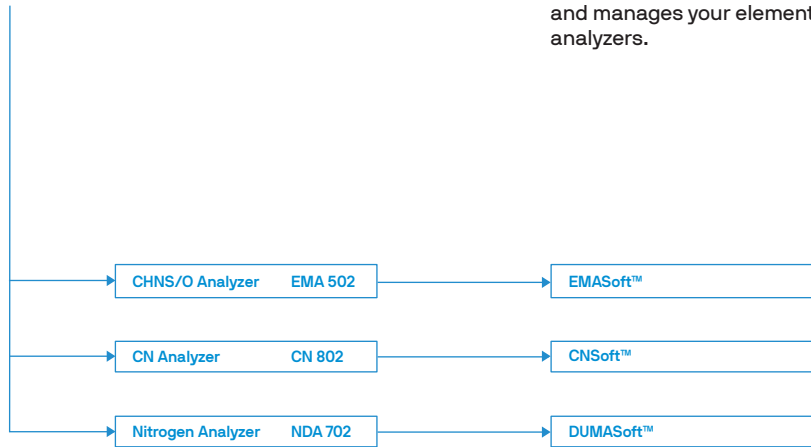 and manages your element
analyzers.
CHNS/O Analyzer EMA 502 EMASoft™
CN Analyzer CN 802 CNSoft™
Nitrogen Analyzer NDA 702 DUMASoft™